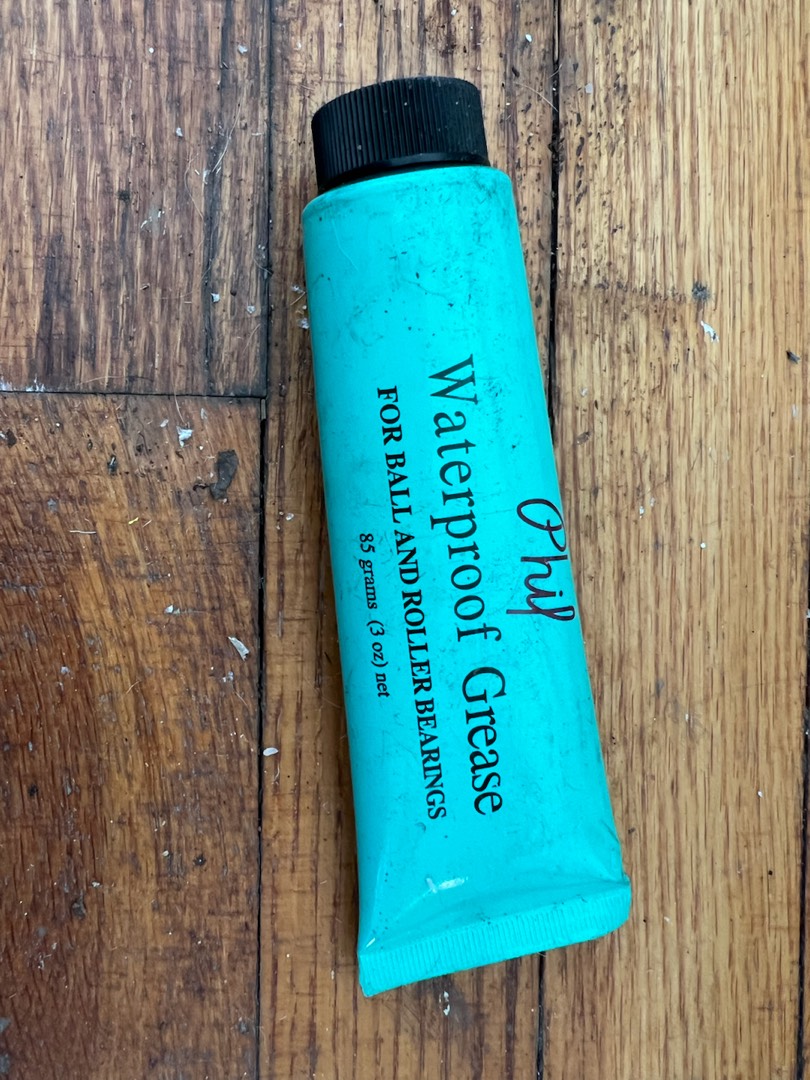 Phil
Waterproof Grease
FOR BALL AND ROLLER BEARINGS
85 grams (3 oz) net